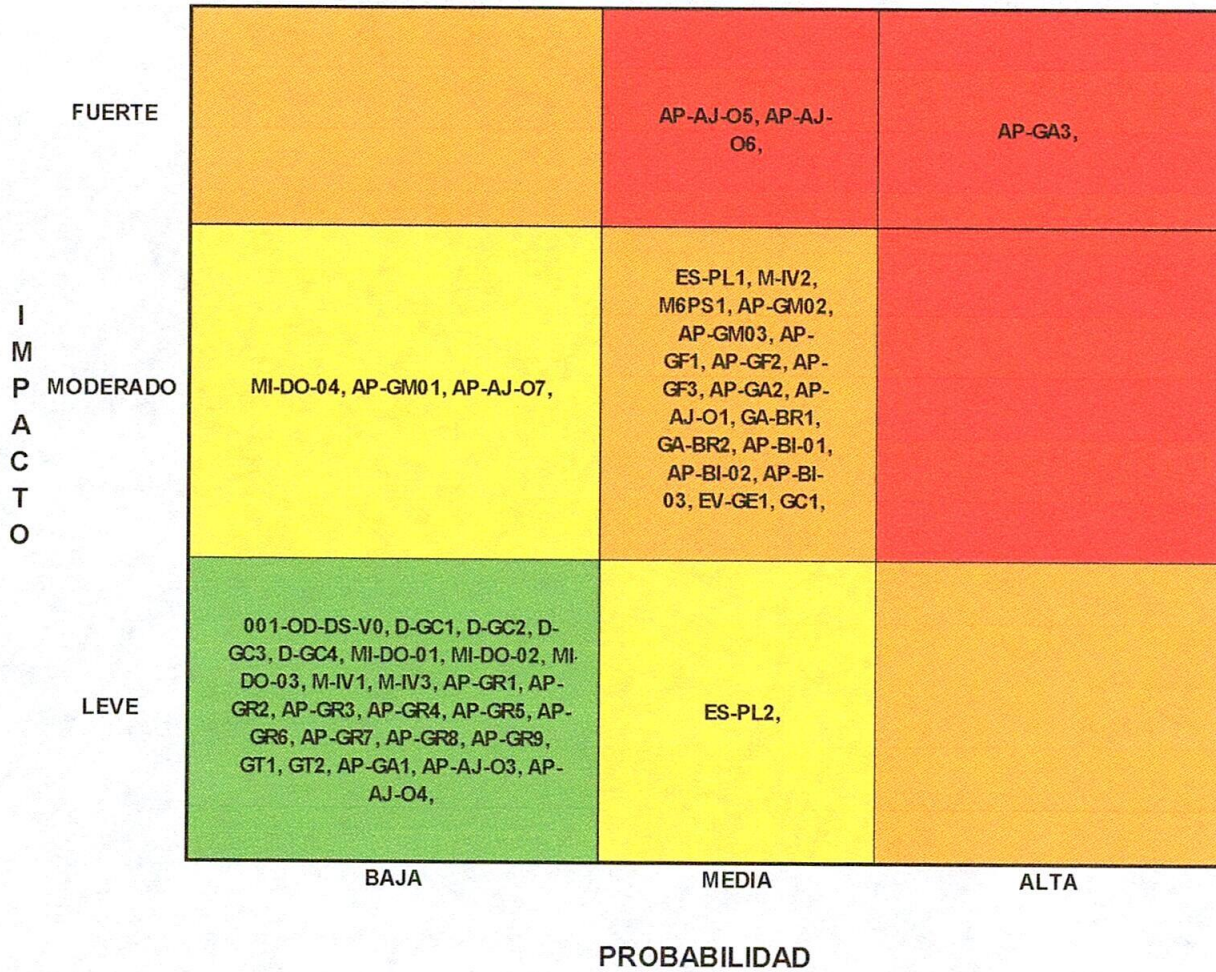 FUERTE
AP-AJ-O5, AP-AJ-
O6,
AP-GA3,
I
M
P
A
C
T
O
MODERADO
MI-DO-04, AP-GM01, AP-AJ-O7,
ES-PL1, M-IV2,
M6PS1, AP-GM02,
AP-GM03, AP-
GF1, AP-GF2, AP-
GF3, AP-GA2, AP-
AJ-O1, GA-BR1,
GA-BR2, AP-BI-01,
AP-BI-02, AP-BI-
03, EV-GE1, GC1,
LEVE
001-OD-DS-V0, D-GC1, D-GC2, D-
GC3, D-GC4, MI-DO-01, MI-DO-02, MI-
DO-03, M-IV1, M-IV3, AP-GR1, AP-
GR2, AP-GR3, AP-GR4, AP-GR5, AP-
GR6, AP-GR7, AP-GR8, AP-GR9,
GT1, GT2, AP-GA1, AP-AJ-O3, AP-
AJ-O4,
ES-PL2,
BAJA
MEDIA
ALTA
PROBABILIDAD